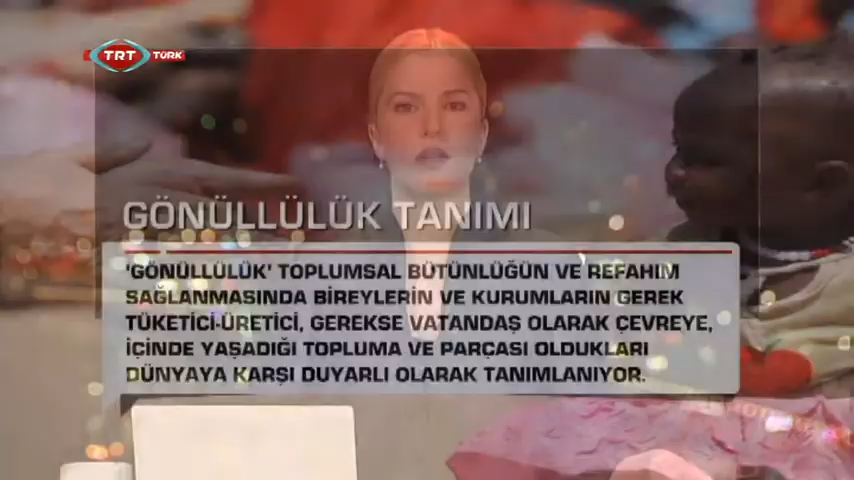 TRT TÜRK
GÖNÜLLÜLÜK TANIMI
'GÖNÜLLÜLÜK' TOPLUMSAL BÜTÜNLÜĞÜN VE REFAHIM
SAĞLANMASINDA BİREYLERİN VE KURUMLARIN GEREK
TÜKETİCİ-ÜRETİCİ, GEREKSE VATANDAŞ OLARAK ÇEVREYE,
İÇİNDE YAŞADIĞI TOPLUMA VE PARÇASI OLDUKLARI
DÜNYAYA KARŞI DUYARLI OLARAK TANIMLANIYOR.